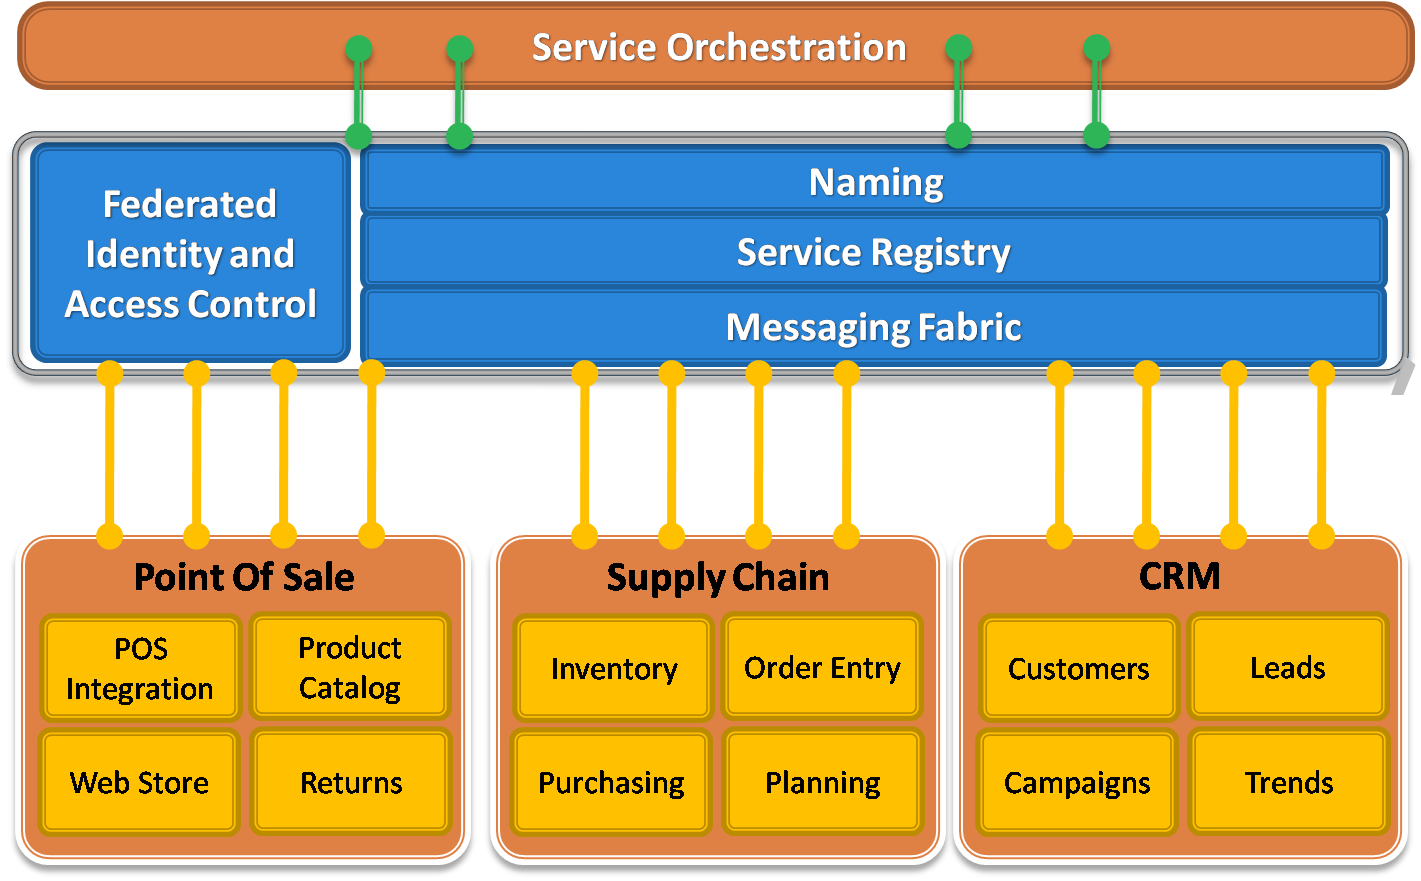 Service Orchestration
Federated
Identity and
Access Control
Naming
Service Registry
Messaging Fabric
Point Of Sale
POS
Integration
Product
Catalog
Web Store
Returns
Supply Chain
Inventory
Order Entry
Purchasing
Planning
CRM
Customers
Leads
Campaigns
Trends